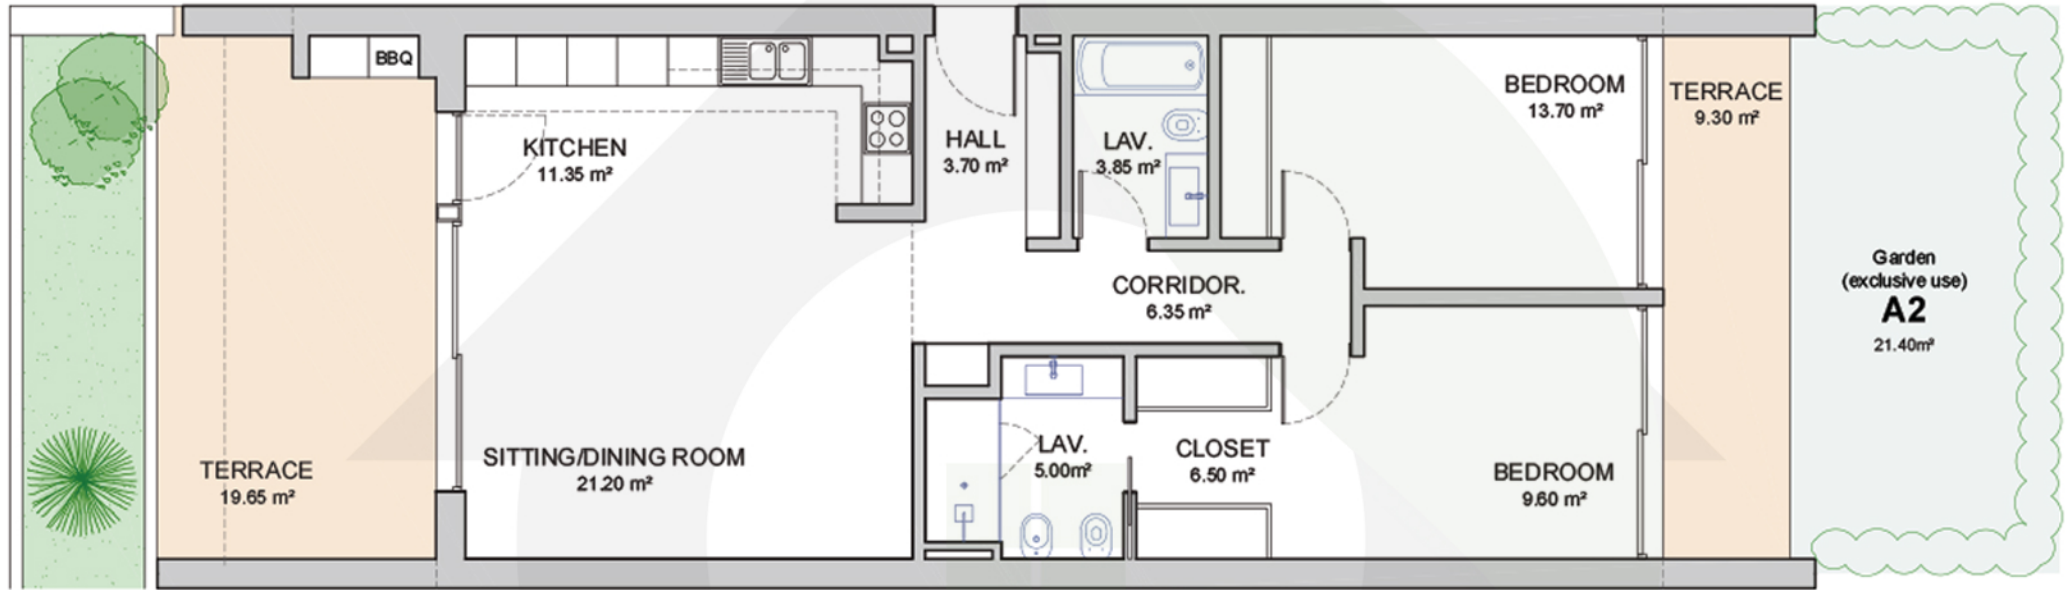 BBQ
KITCHEN
11.35 m²
HALL
3.70 m²
LAV.
3.85 m²
BEDROOM
13.70 m²
TERRACE
9.30 m²
CORRIDOR.
6.35 m²
Garden
(exclusive use)
A2
21.40m²
TERRACE
19.65 m²
SITTING/DINING ROOM
21.20 m²
LAV.
5.00m²
CLOSET
6.50 m²
BEDROOM
9.60 m²